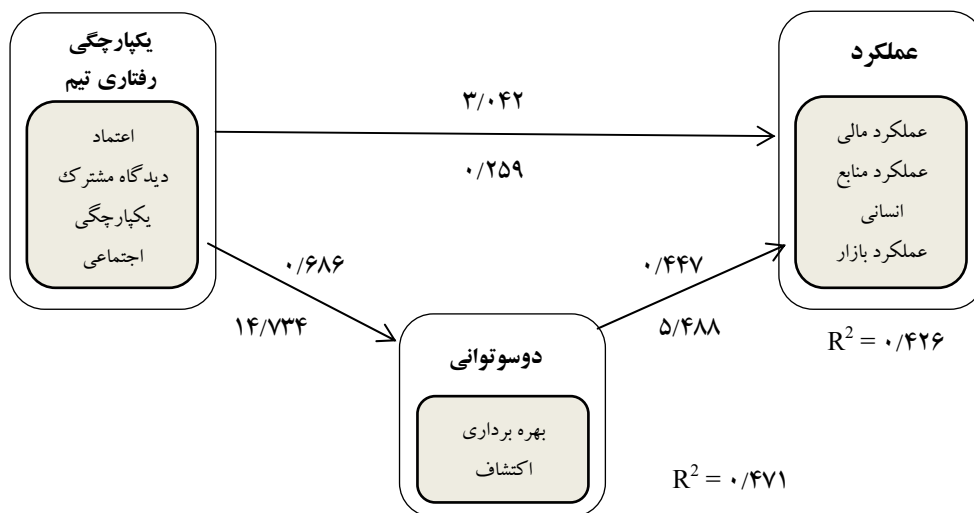 یکپارچگی
رفتاری تیم
اعتماد
دیدگاه مشترک
یکپارچگی
اجتماعی
عملکرد
عملکرد مالی
عملکرد منابع
انسانی
عملکرد بازار
۳/۰۴۲
۰/۲۵۹
۰/۶۸۶
۱۴/۷۳۴
۰/۴۴۷
۵/۴۸۸
R² = ۰/۴۲۶
دوسوتوانی
بهره برداری
اکتشاف
R² = ۰/۴۷۱